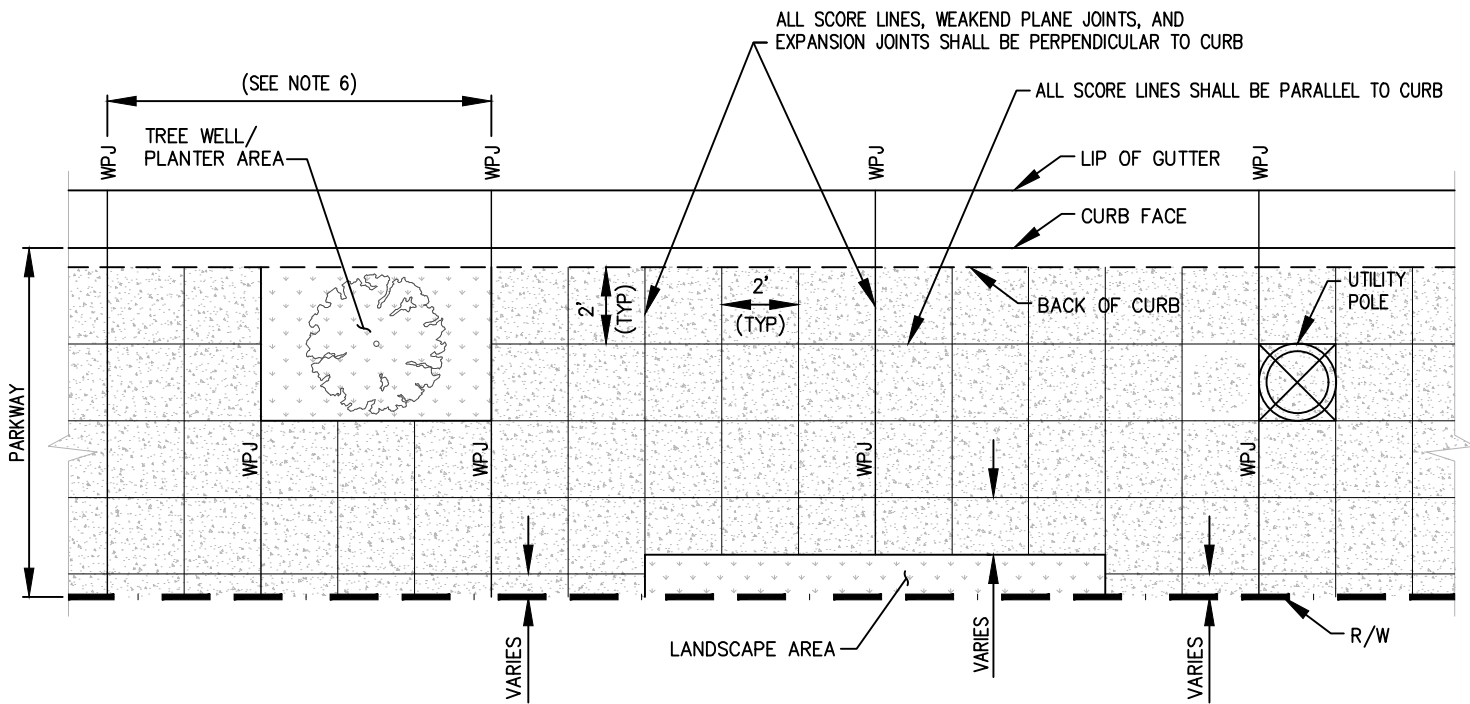 ALL SCORE LINES, WEAKEND PLANE JOINTS, AND
EXPANSION JOINTS SHALL BE PERPENDICULAR TO CURB
(SEE NOTE 6)
ALL SCORE LINES SHALL BE PARALLEL TO CURB
TREE WELL/
PLANTER AREA
WPJ
WPJ
WPJ
WPJ
LIP OF GUTTER
CURB FACE
2'
(TYP)
2'
(TYP)
BACK OF CURB
UTILITY
POLE
PARKWAY
WPJ
WPJ
WPJ
WPJ
VARIES
LANDSCAPE AREA
VARIES
VARIES
R/W